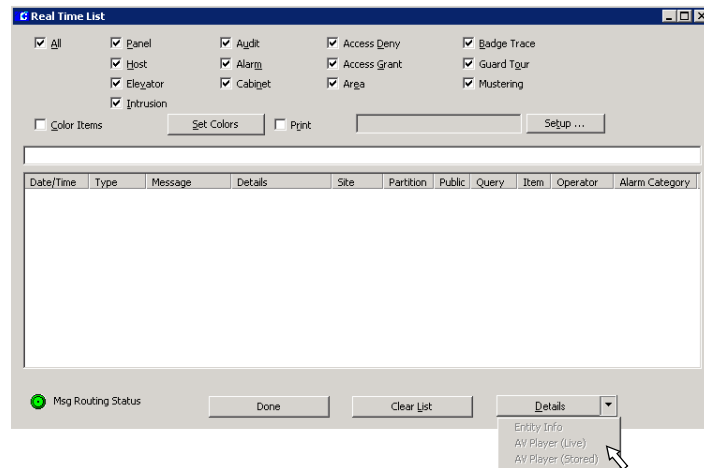 Real Time List
All Panel Audit Access Deny Badge Trace
Host Alarm Access Grant Guard Tour
Elevator Cabinet Area Mustering
Intrusion
Color Items Set Colors Print Setup ...
Date/Time Type Message Details Site Partition Public Query Item Operator Alarm Category
Msg Routing Status Done Clear List Details
Entity Info
AV Player (Live)
AV Player (Stored)